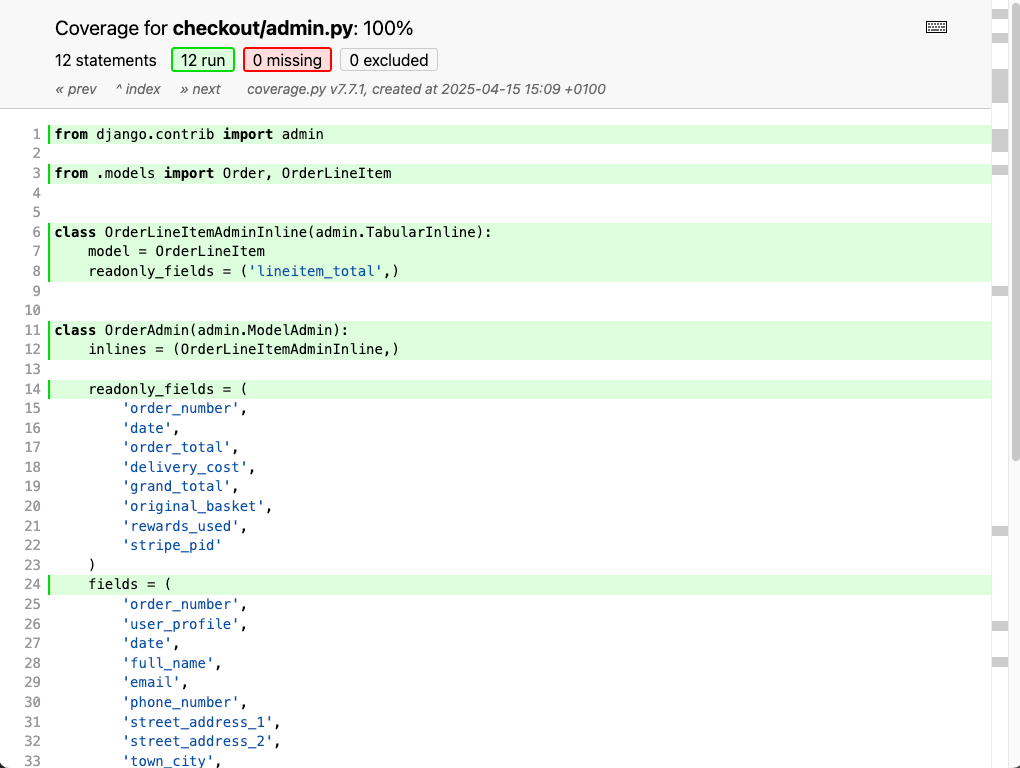 Coverage for checkout/admin.py: 100%
12 statements 12 run 0 missing 0 excluded
« prev ^ index » next coverage.py v7.7.1, created at 2025-04-15 15:09 +0100
1 from django.contrib import admin
2
3 from .models import Order, OrderLineItem
4
5
6 class OrderLineItemAdminInline(admin.TabularInline):
7     model = OrderLineItem
8     readonly_fields = ('lineitem_total',)
9
10
11 class OrderAdmin(admin.ModelAdmin):
12     inlines = (OrderLineItemAdminInline,)
13
14     readonly_fields = (
15         'order_number',
16         'date',
17         'order_total',
18         'delivery_cost',
19         'grand_total',
20         'original_basket',
21         'rewards_used',
22         'stripe_pid'
23     )
24     fields = (
25         'order_number',
26         'user_profile',
27         'date',
28         'full_name',
29         'email',
30         'phone_number',
31         'street_address_1',
32         'street_address_2',
33         'town_city',